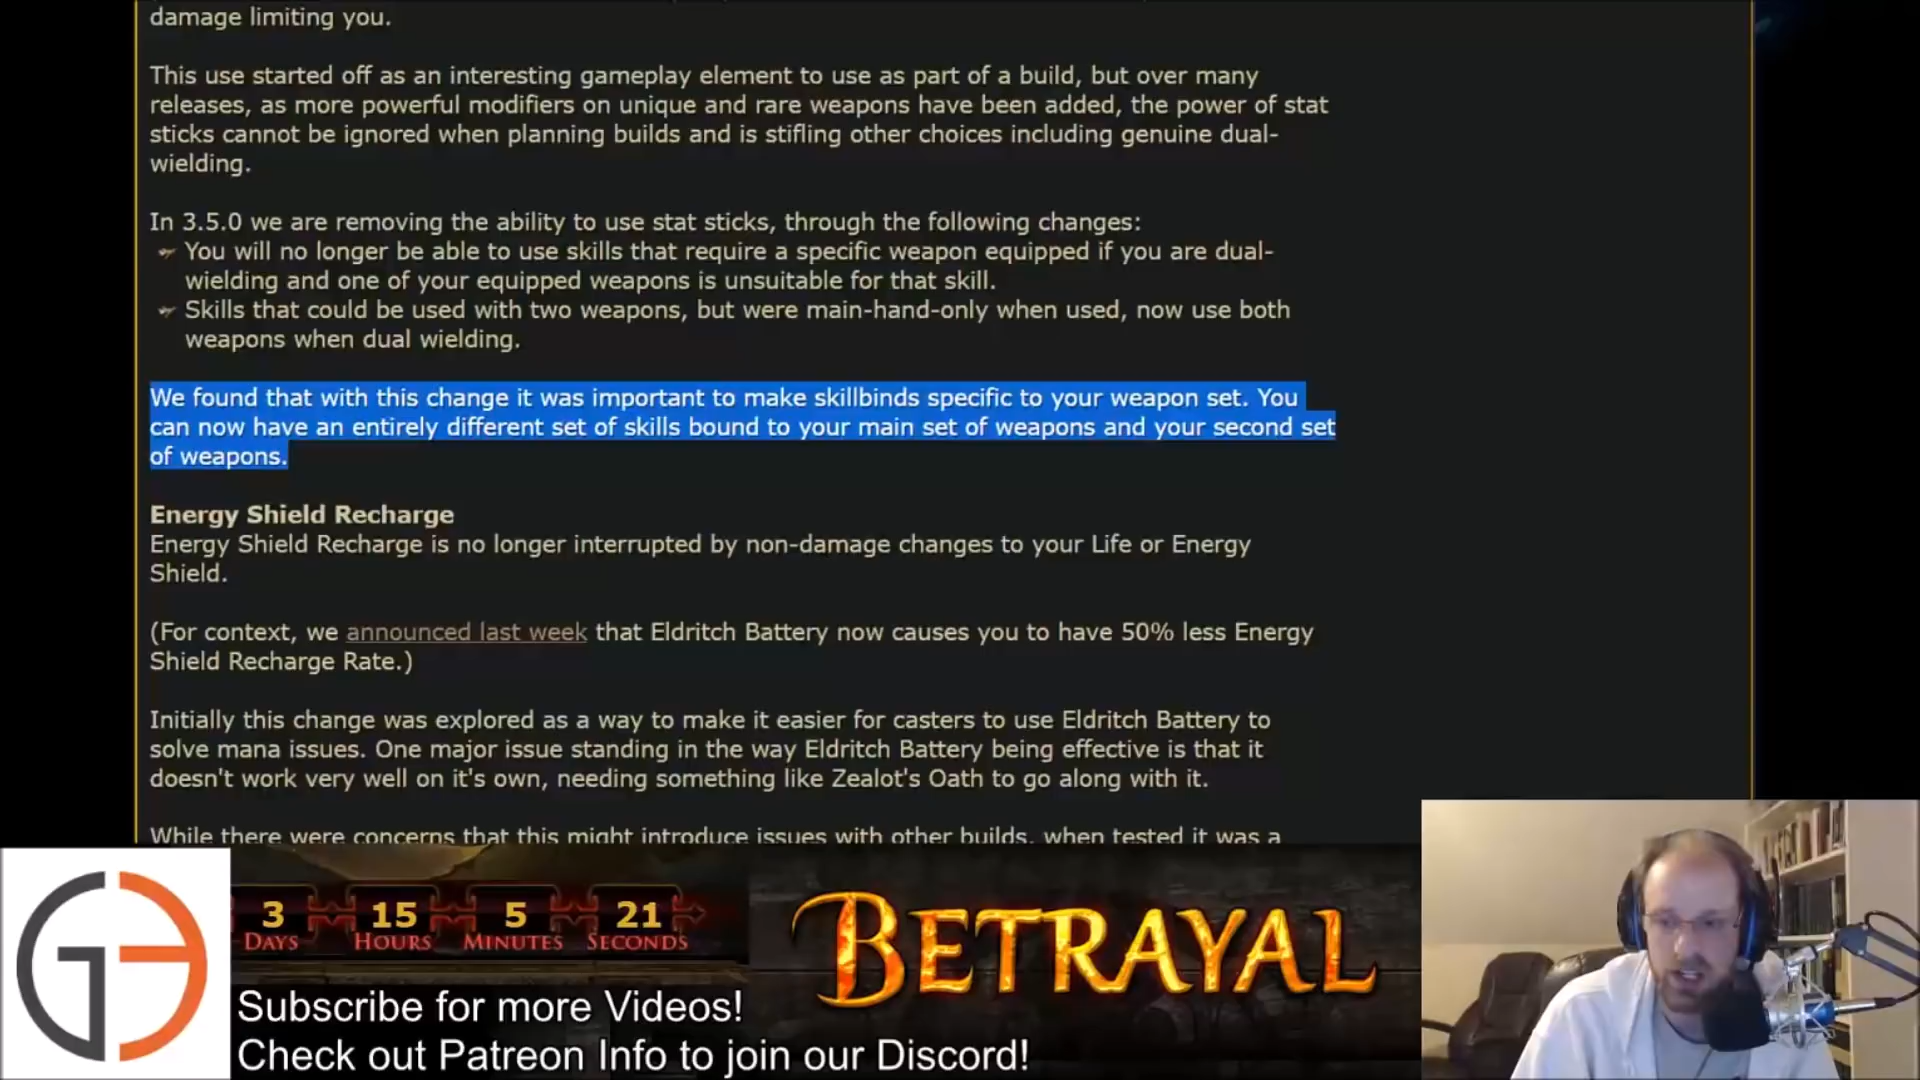 damage limiting you.
This use started off as an interesting gameplay element to use as part of a build, but over many
releases, as more powerful modifiers on unique and rare weapons have been added, the power of stat
sticks cannot be ignored when planning builds and is stifling other choices including genuine dual-
wielding.
In 3.5.0 we are removing the ability to use stat sticks, through the following changes:
You will no longer be able to use skills that require a specific weapon equipped if you are dual-
wielding and one of your equipped weapons is unsuitable for that skill.
Skills that could be used with two weapons, but were main-hand-only when used, now use both
weapons when dual wielding.
We found that with this change it was important to make skillbinds specific to your weapon set. You
can now have an entirely different set of skills bound to your main set of weapons and your second set
of weapons.
Energy Shield Recharge
Energy Shield Recharge is no longer interrupted by non-damage changes to your Life or Energy
Shield.
(For context, we announced last week that Eldritch Battery now causes you to have 50% less Energy
Shield Recharge Rate.)
Initially this change was explored as a way to make it easier for casters to use Eldritch Battery to
solve mana issues. One major issue standing in the way Eldritch Battery being effective is that it
doesn't work very well on it's own, needing something like Zealot's Oath to go along with it.
While there were concerns that this might introduce issues with other builds, when tested it was a
3 15 5 21
DAYS HOURS MINUTES SECONDS
BETRAYAL
Subscribe for more Videos!
Check out Patreon Info to join our Discord!